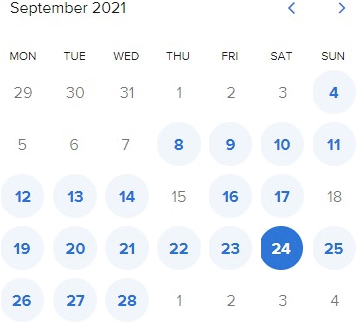 September 2021
MON TUE WED THU FRI SAT SUN
29 30 31 1 2 3 4
5 6 7 8 9 10 11
12 13 14 15 16 17 18
19 20 21 22 23 24 25
26 27 28 1 2 3 4